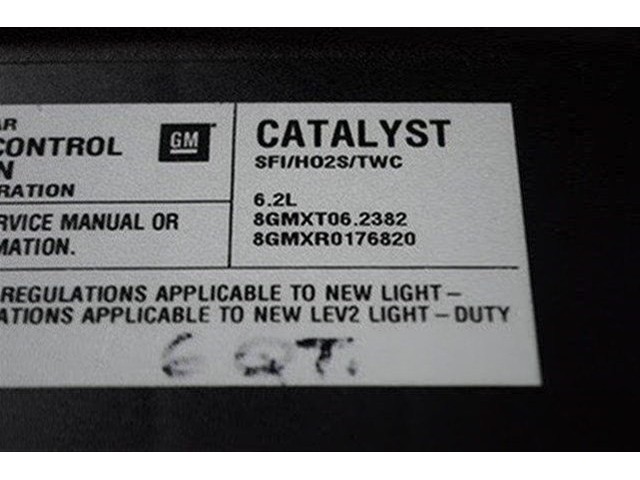 AR
CONTROL
N
RATION
GM
CATALYST
SFI/HO2S/TWC
RVICE MANUAL OR
MATION.
6.2L
8GMXT06.2382
8GMXR0176820
REGULATIONS APPLICABLE TO NEW LIGHT–
ATIONS APPLICABLE TO NEW LEV2 LIGHT–DUTY
6 QT.